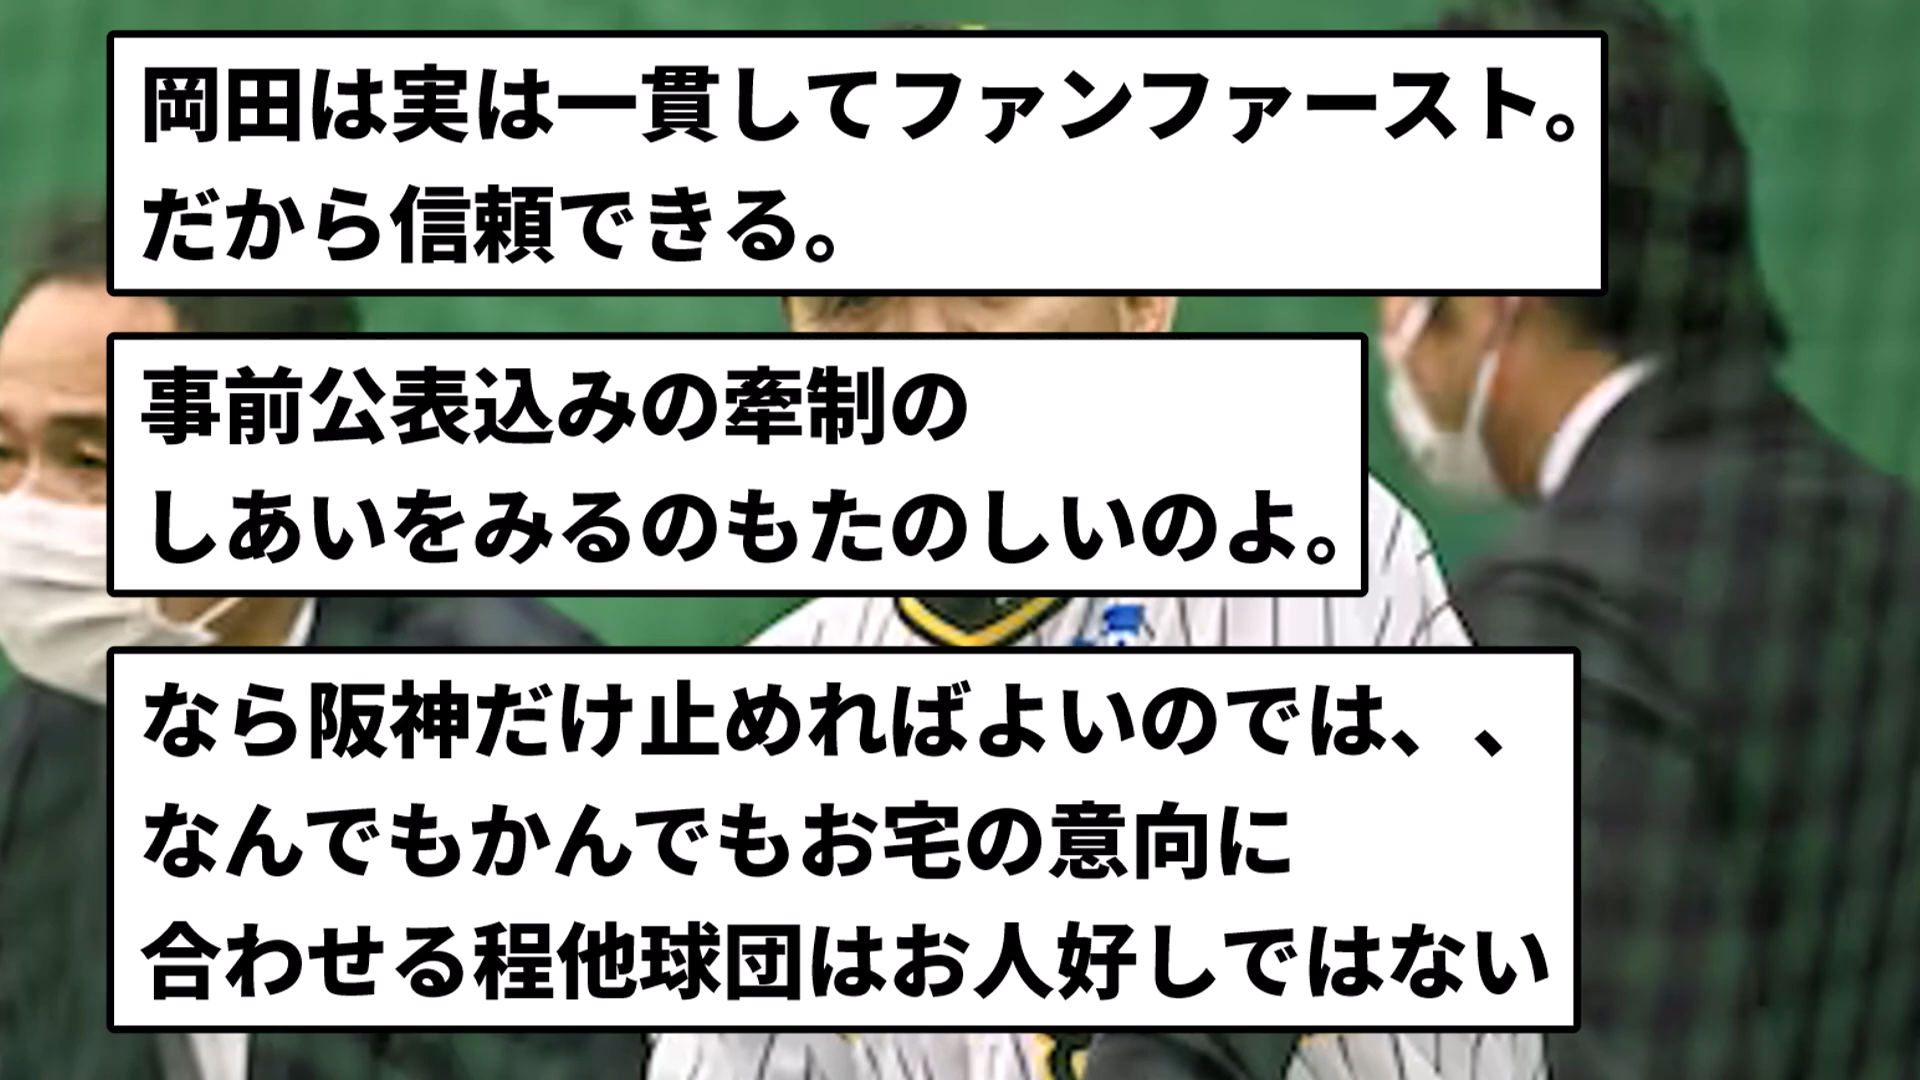 岡田は実は一貫してファンファースト。
だから信頼できる。
事前公表込みの牽制の
しあいをみるのもたのしいのよ。
なら阪神だけ止めればよいのでは、、
なんでもかんでもお宅の意向に
合わせる程他球団はお人好しではない